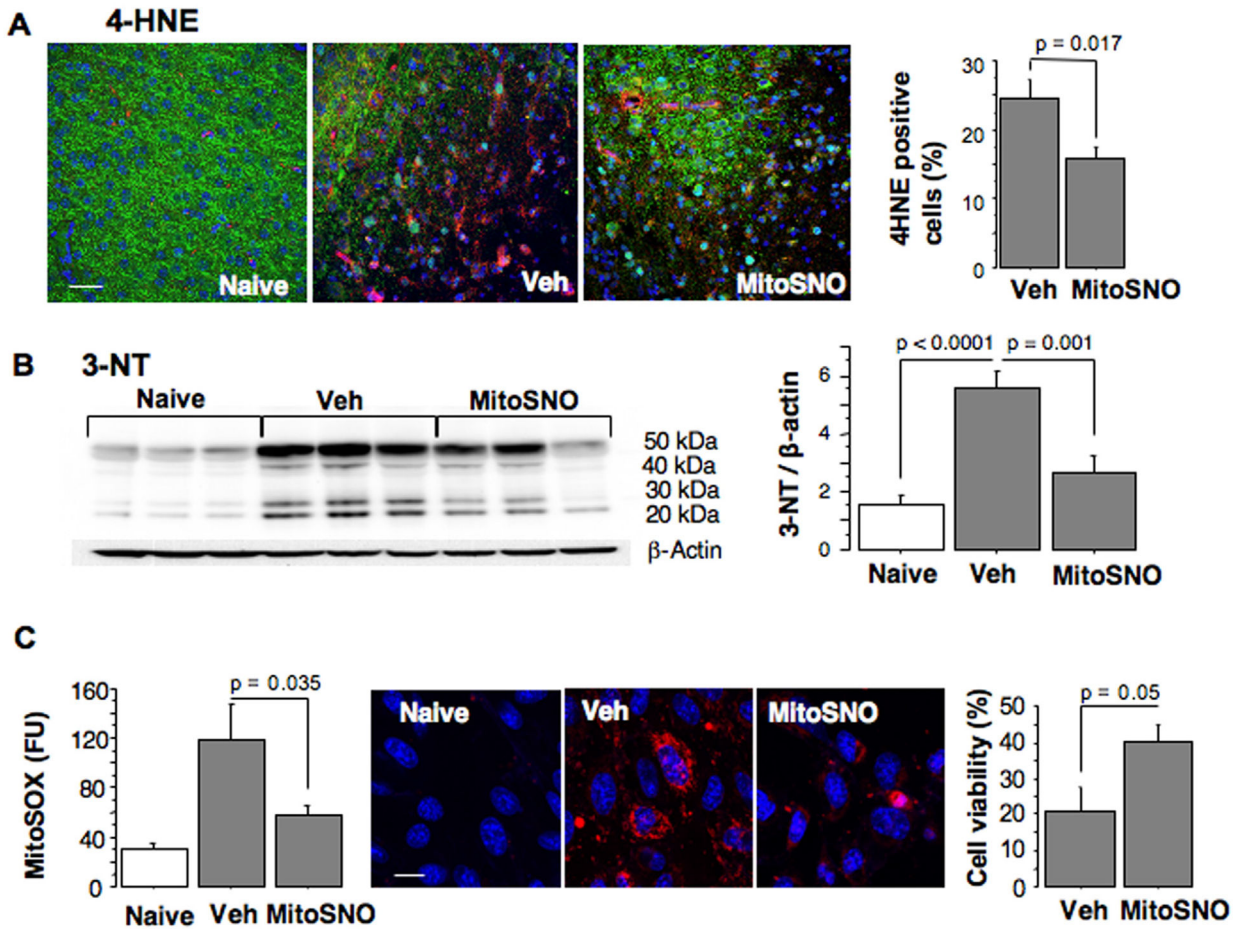 A
4-HNE
Naive
Veh
MitoSNO
4HNE positive
cells (%)
30
20
10
0
p = 0.017
Veh MitoSNO
B
3-NT
Naive Veh MitoSNO
50 kDa
40 kDa
30 kDa
20 kDa
β-Actin
3-NT / β-actin
6
4
2
0
p < 0.0001 p = 0.001
Naive Veh MitoSNO
C
MitoSOX (FU)
160
120
80
40
0
p = 0.035
Naive Veh MitoSNO
Naive
Veh
MitoSNO
Cell viability (%)
50
40
30
20
10
0
p = 0.05
Veh MitoSNO